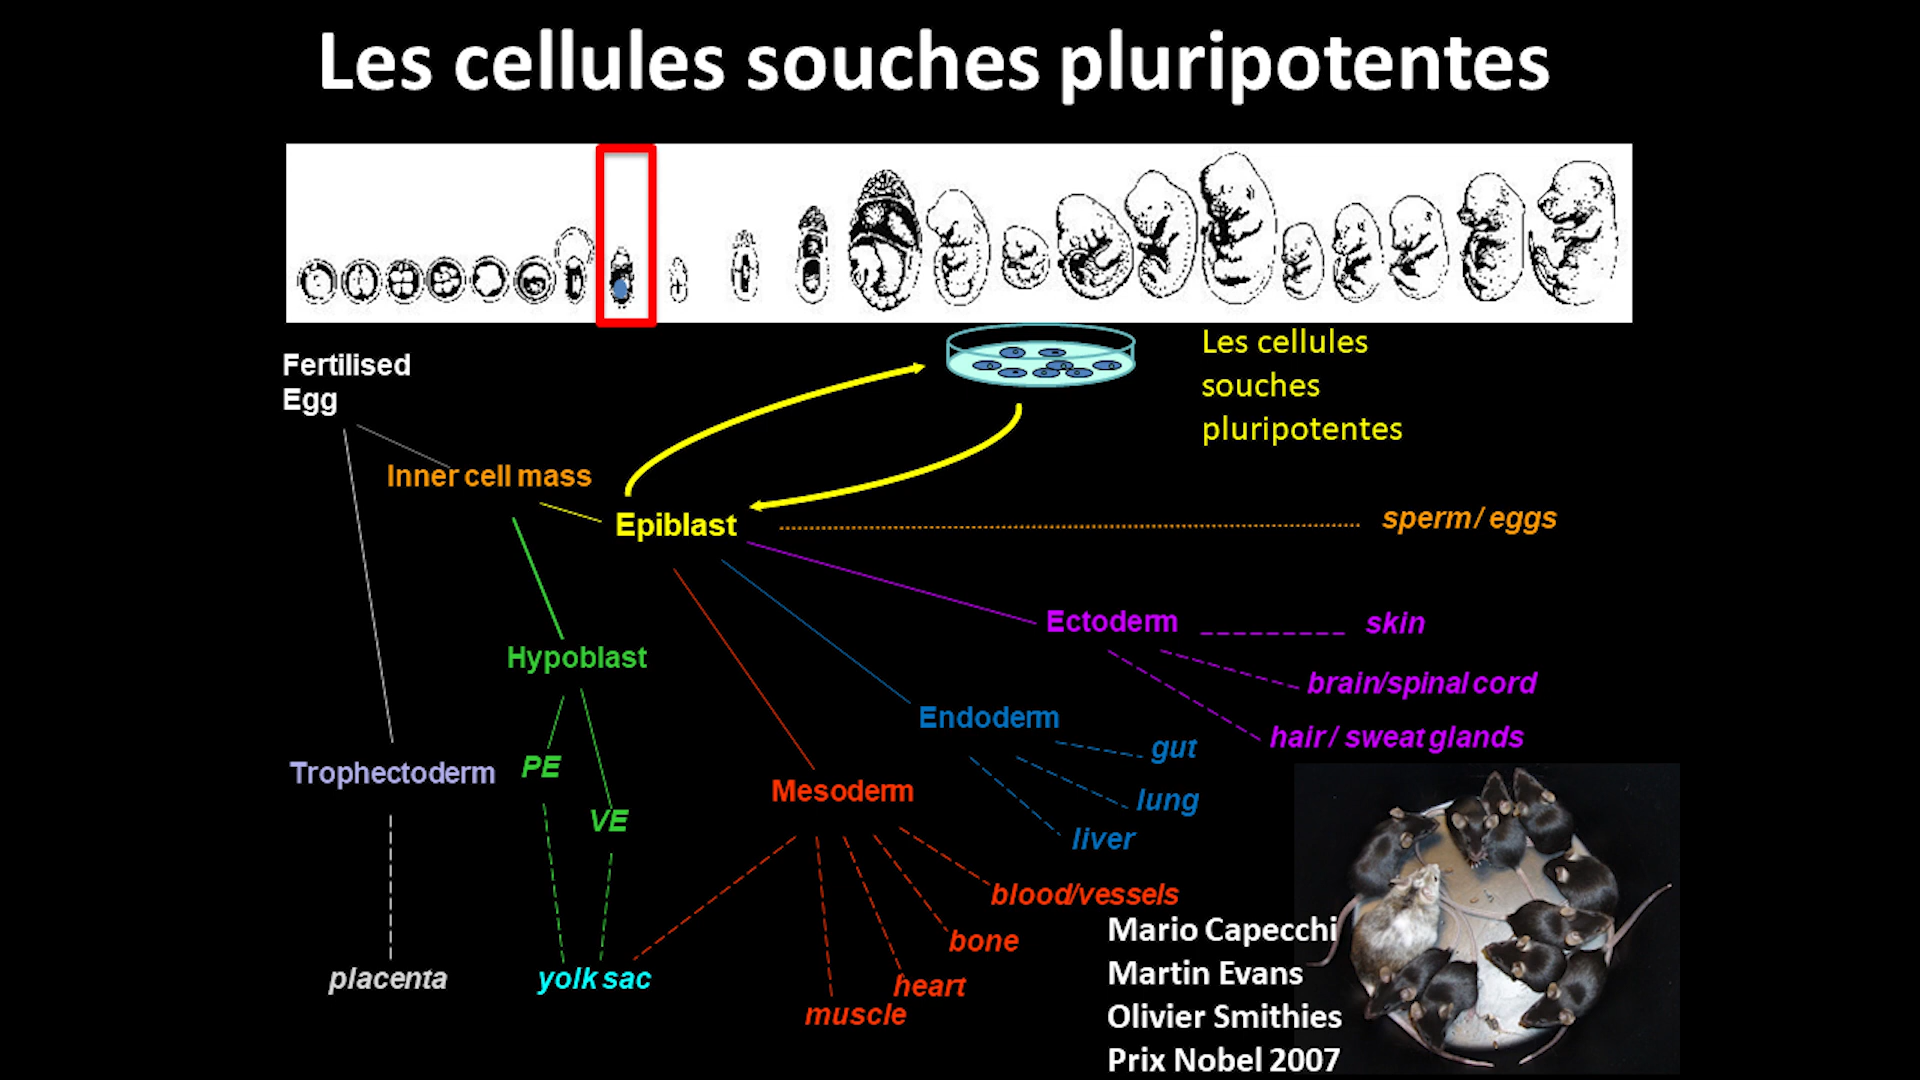 Les cellules souches pluripotentes
Les cellules
souches
pluripotentes
Fertilised
Egg
Inner cell mass
Epiblast
sperm / eggs
Ectoderm
skin
Hypoblast
brain/spinal cord
Endoderm
hair / sweat glands
gut
PE
Trophectoderm
Mesoderm
lung
VE
liver
blood/vessels
bone
placenta
yolk sac
heart
muscle
Mario Capecchi
Martin Evans
Olivier Smithies
Prix Nobel 2007